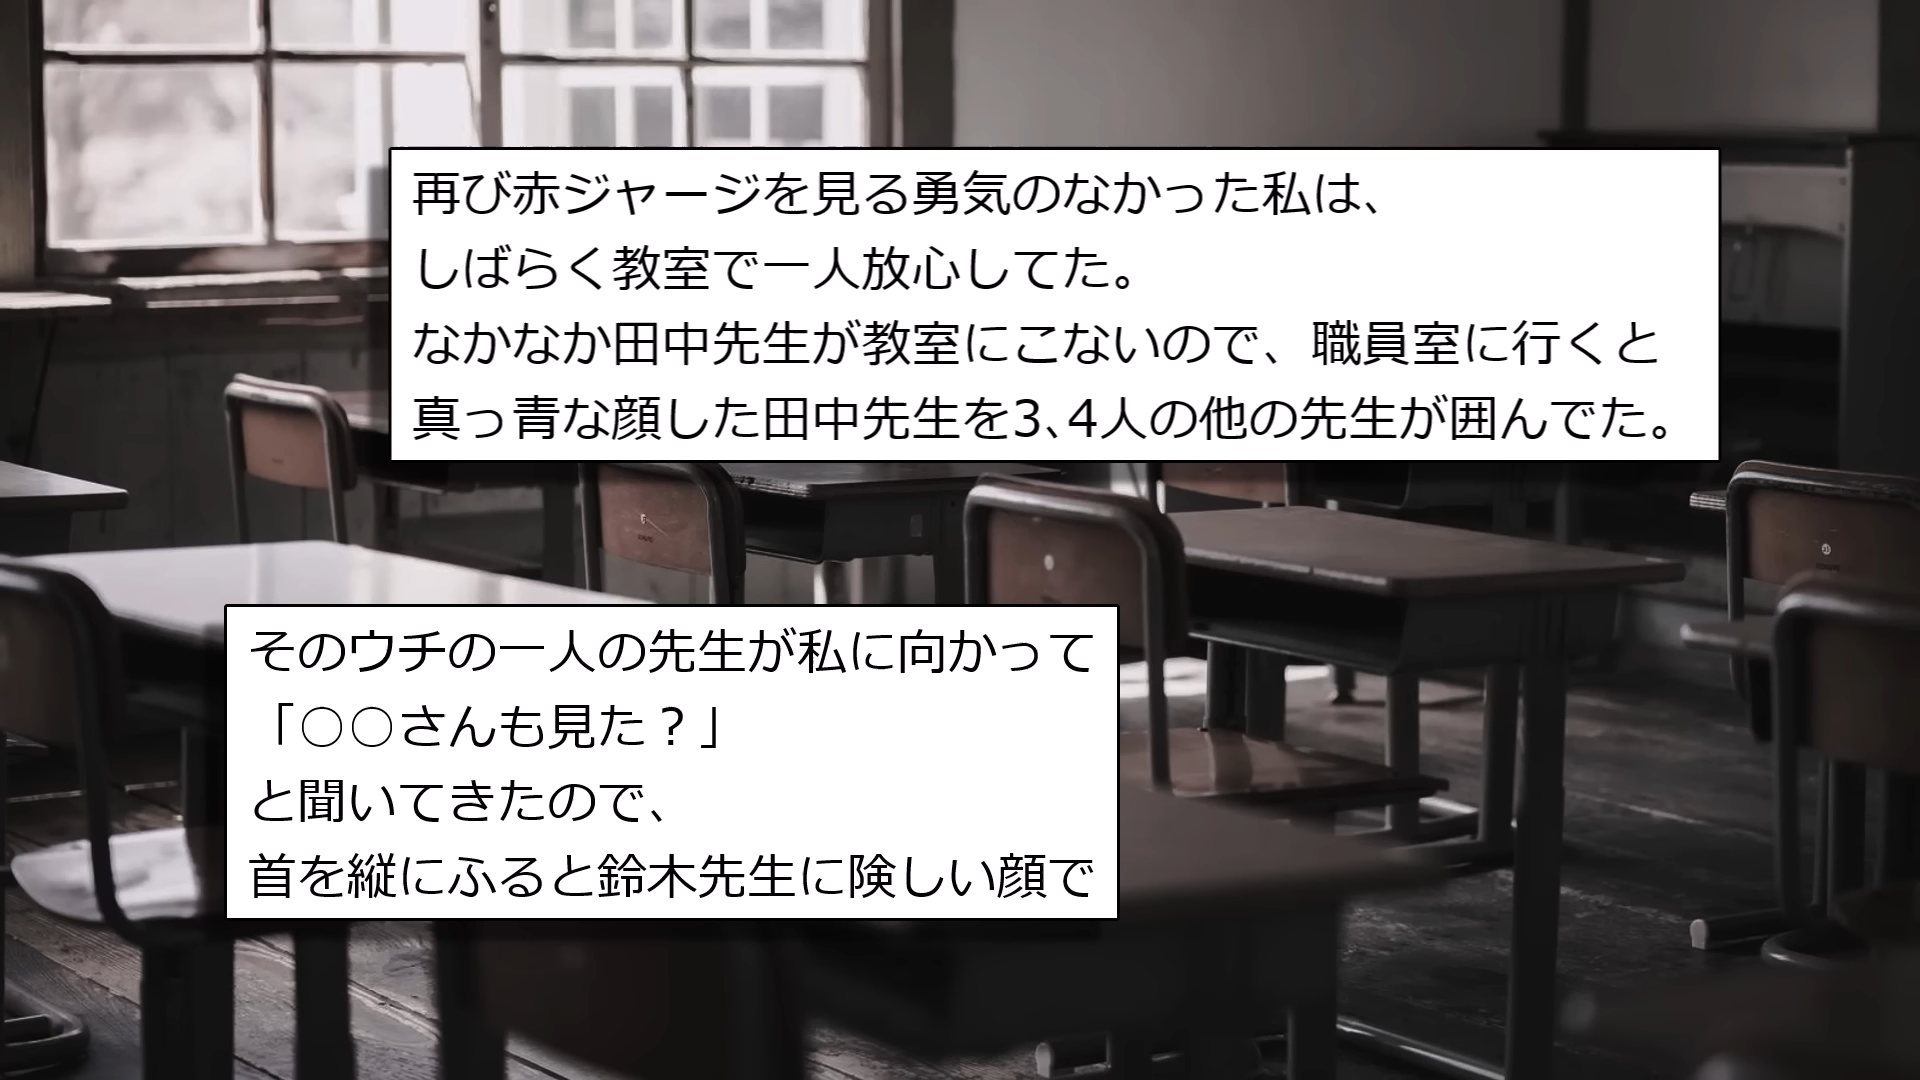 再び赤ジャージを見る勇気のなかった私は、
しばらく教室で一人放心してた。
なかなか田中先生が教室にこないので、職員室に行くと
真っ青な顔した田中先生を3､4人の他の先生が囲んでた。
そのウチの一人の先生が私に向かって
「○○さんも見た？」
と聞いてきたので、
首を縦にふると鈴木先生に険しい顔で